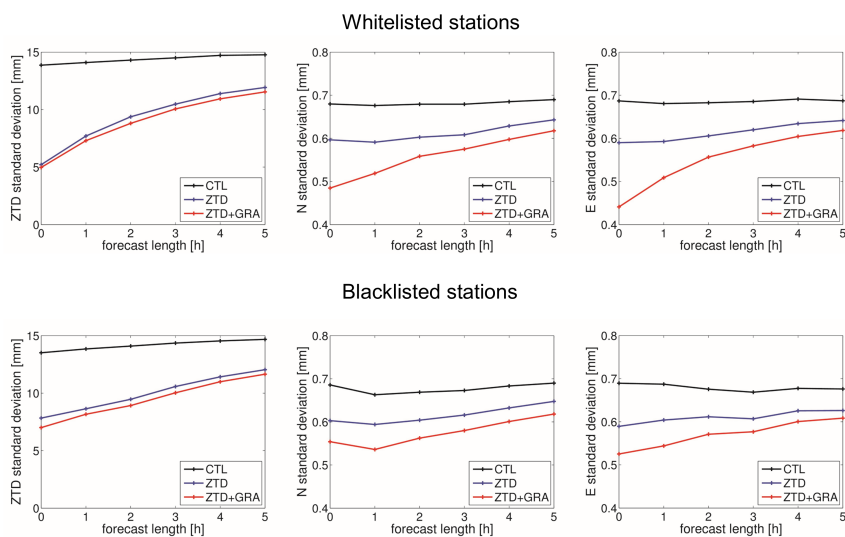 Whitelisted stations
ZTD standard deviation [mm]
15
10
5
0
0 1 2 3 4 5
forecast length [h]
CTL
ZTD
ZTD+GRA
N standard deviation [mm]
0.8
0.7
0.6
0.5
0.4
0 1 2 3 4 5
forecast length [h]
CTL
ZTD
ZTD+GRA
E standard deviation [mm]
0.8
0.7
0.6
0.5
0.4
0 1 2 3 4 5
forecast length [h]
CTL
ZTD
ZTD+GRA
Blacklisted stations
ZTD standard deviation [mm]
15
10
5
0
0 1 2 3 4 5
forecast length [h]
CTL
ZTD
ZTD+GRA
N standard deviation [mm]
0.8
0.7
0.6
0.5
0.4
0 1 2 3 4 5
forecast length [h]
CTL
ZTD
ZTD+GRA
E standard deviation [mm]
0.8
0.7
0.6
0.5
0.4
0 1 2 3 4 5
forecast length [h]
CTL
ZTD
ZTD+GRA